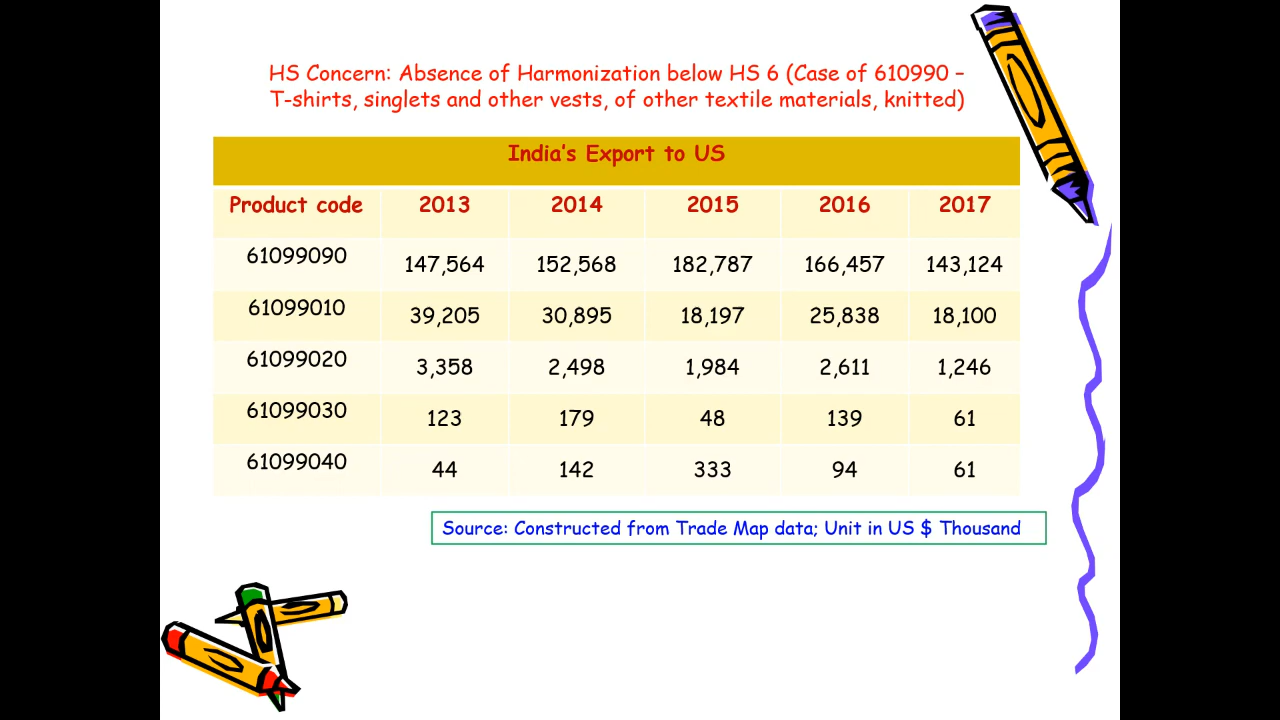 HS Concern: Absence of Harmonization below HS 6 (Case of 610990 –
T-shirts, singlets and other vests, of other textile materials, knitted)
India's Export to US
Product code 2013 2014 2015 2016 2017
61099090 147,564 152,568 182,787 166,457 143,124
61099010 39,205 30,895 18,197 25,838 18,100
61099020 3,358 2,498 1,984 2,611 1,246
61099030 123 179 48 139 61
61099040 44 142 333 94 61
Source: Constructed from Trade Map data; Unit in US $ Thousand